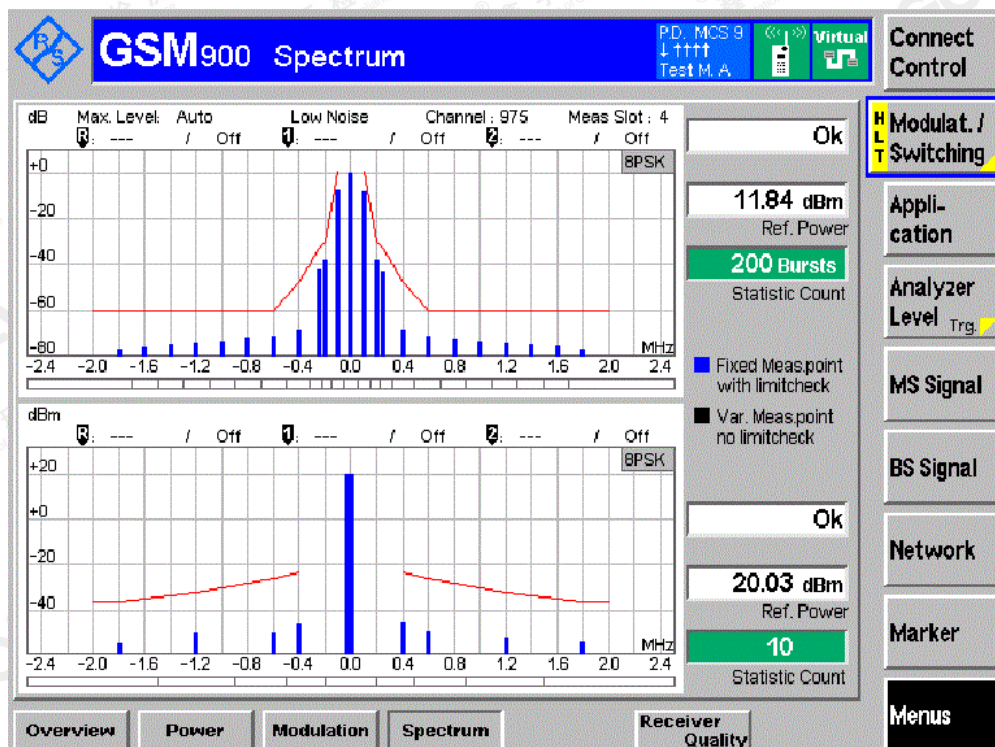 R/S
GSM900 Spectrum
P.D. MCS 9
↓ ↑↑↑↑
Test M. A.
Virtual
Connect Control
HLT
Modulat./ Switching
Appli-cation
Analyzer Level Trg.
MS Signal
BS Signal
Network
Marker
Menus
dB Max. Level: Auto Low Noise Channel : 975 Meas Slot : 4
R: --- / Off 1: --- / Off 2: --- / Off
8PSK
+0
-20
-40
-60
-80
MHz
-2.4 -2.0 -1.6 -1.2 -0.8 -0.4 0.0 0.4 0.8 1.2 1.6 2.0 2.4
Ok
11.84 dBm
Ref. Power
200 Bursts
Statistic Count
Fixed Meas.point
with limitcheck
Var. Meas.point
no limitcheck
dBm
R: --- / Off 1: --- / Off 2: --- / Off
8PSK
+20
+0
-20
-40
MHz
-2.4 -2.0 -1.6 -1.2 -0.8 -0.4 0.0 0.4 0.8 1.2 1.6 2.0 2.4
Ok
20.03 dBm
Ref. Power
10
Statistic Count
Overview Power Modulation Spectrum Receiver Quality